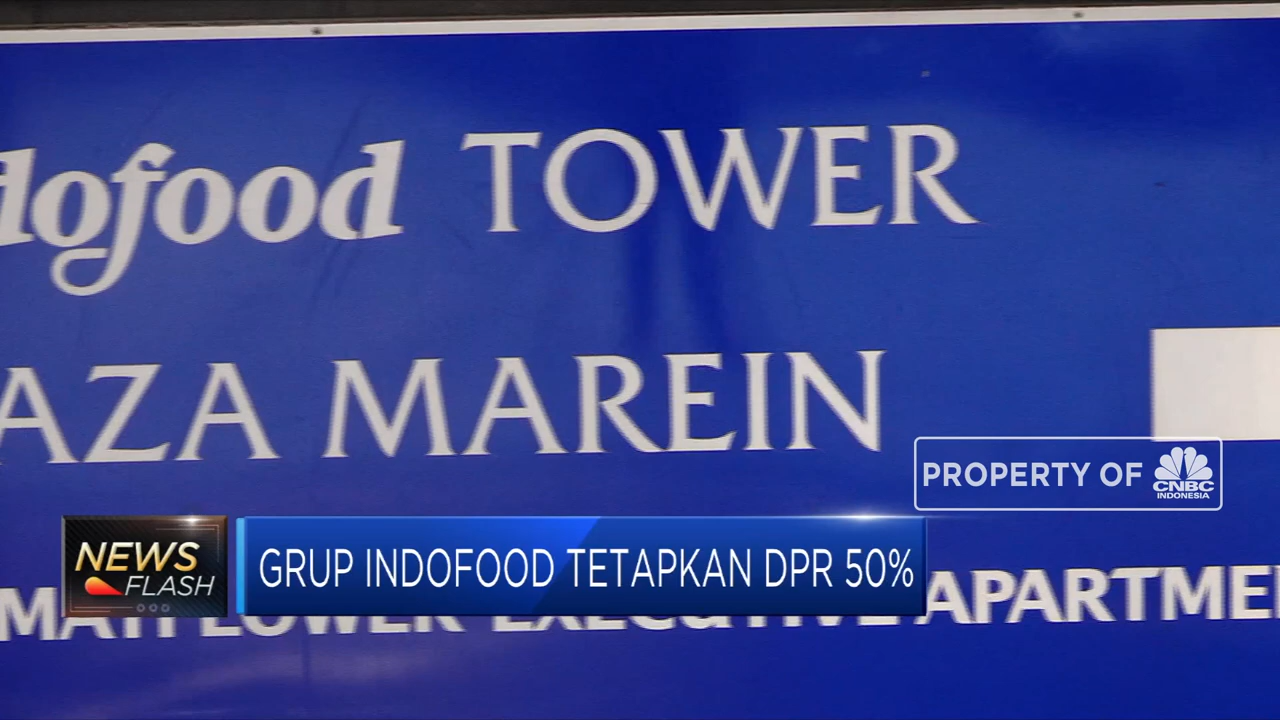 dofood TOWER
AZA MAREIN
PROPERTY OF CNBC
INDONESIA
NEWS
FLASH
GRUP INDOFOOD TETAPKAN DPR 50%
APARTME